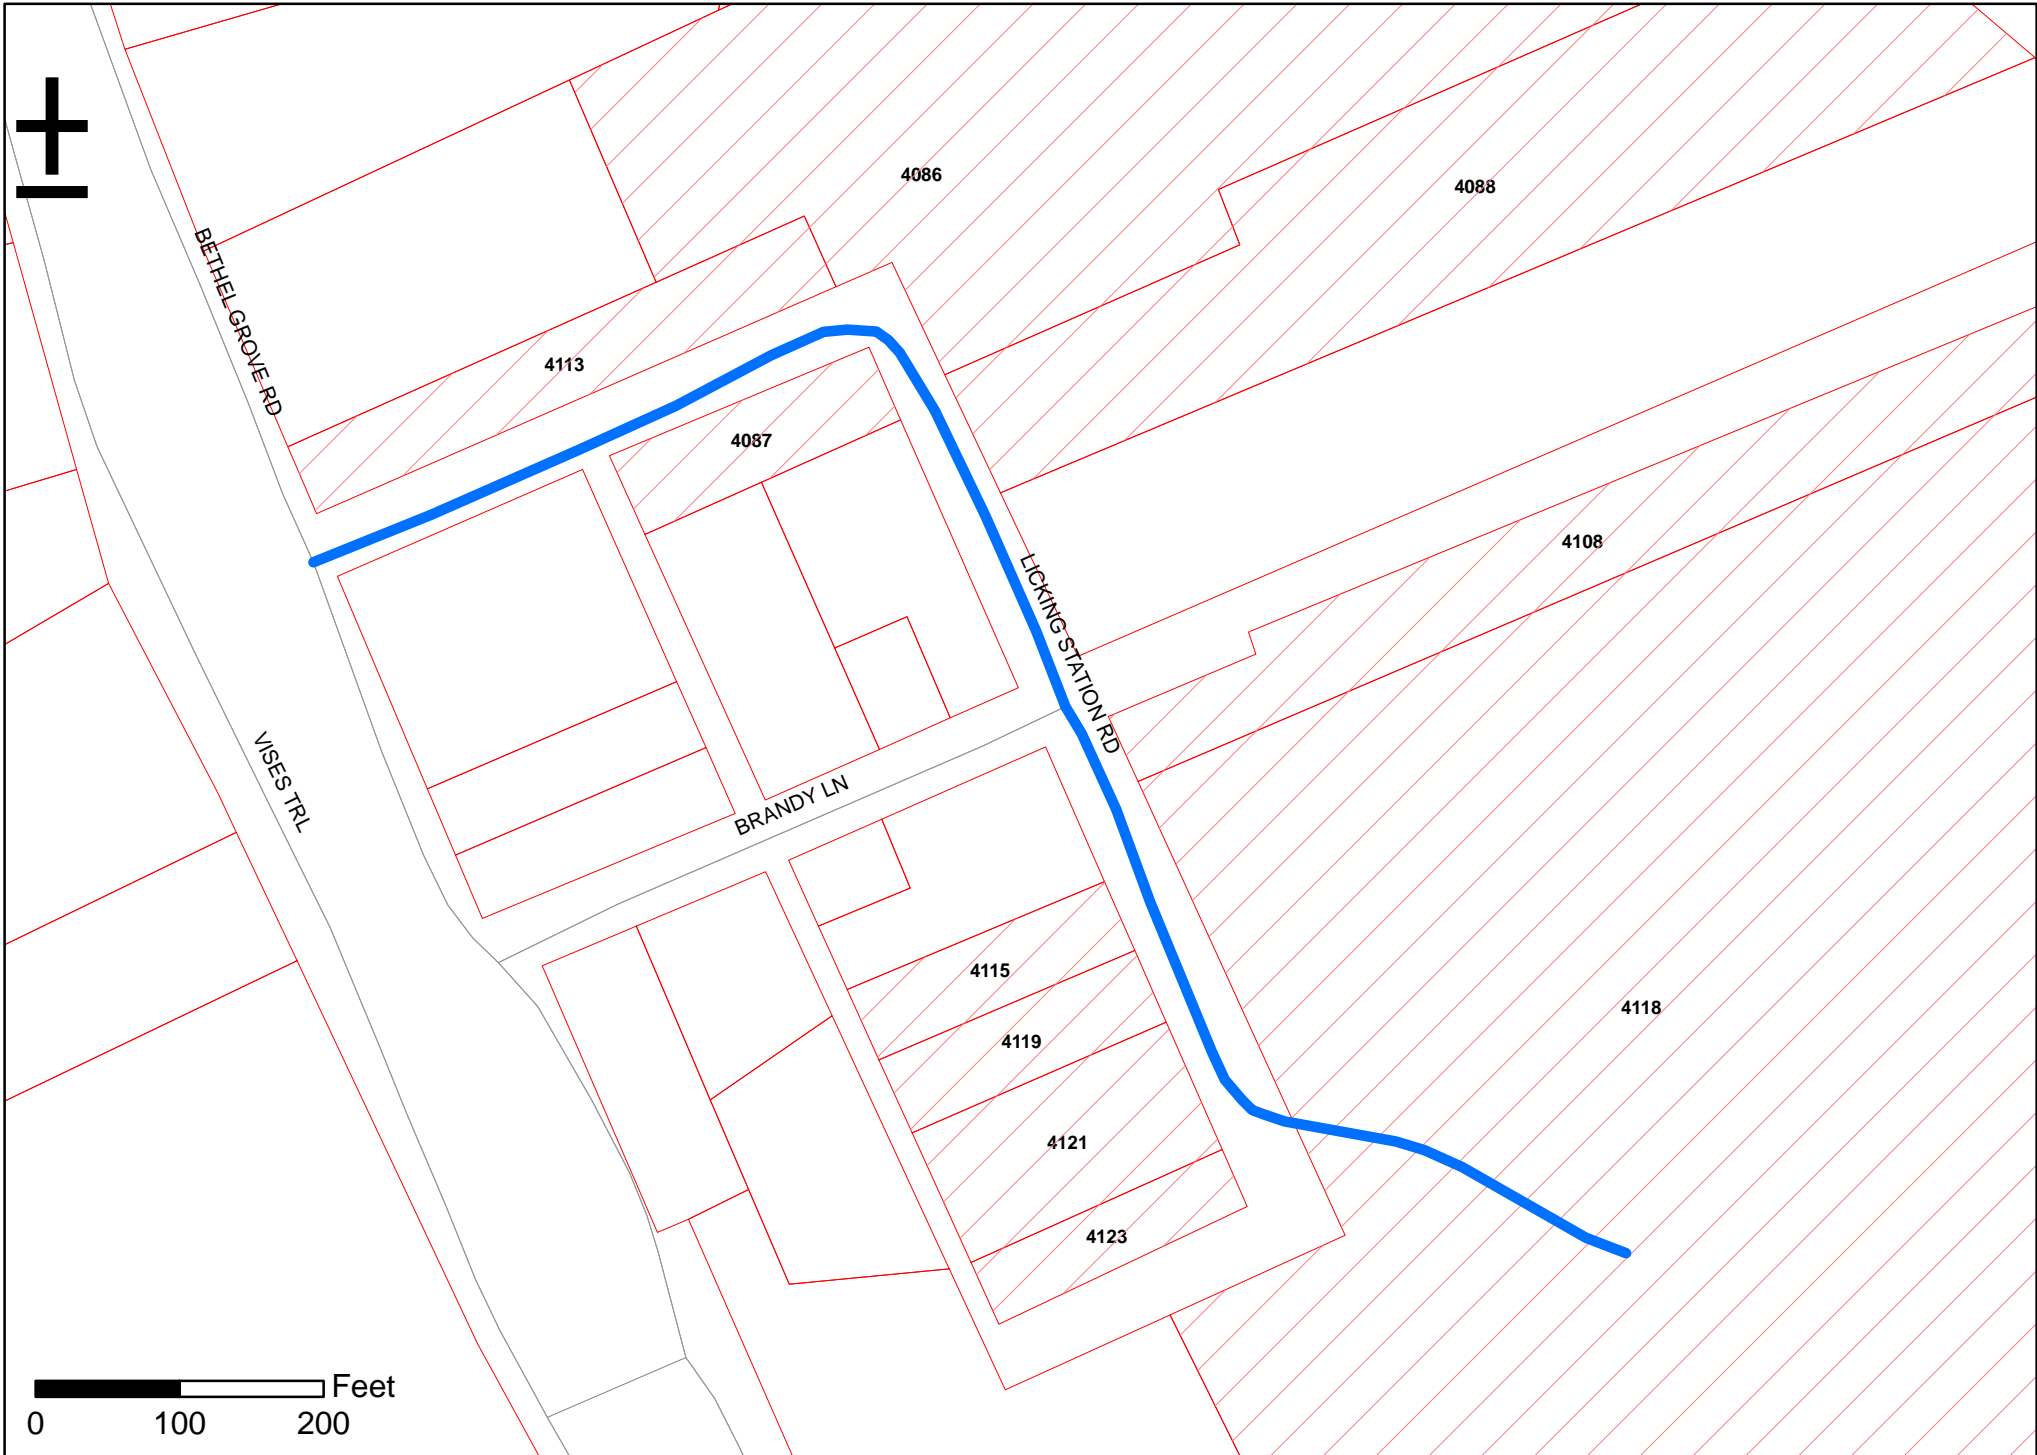 4086
4088
BETHEL GROVE RD
4113
4087
4108
LICKING STATION RD
VISES TRL
BRANDY LN
4115
4118
4119
4121
4123
Feet
0 100 200